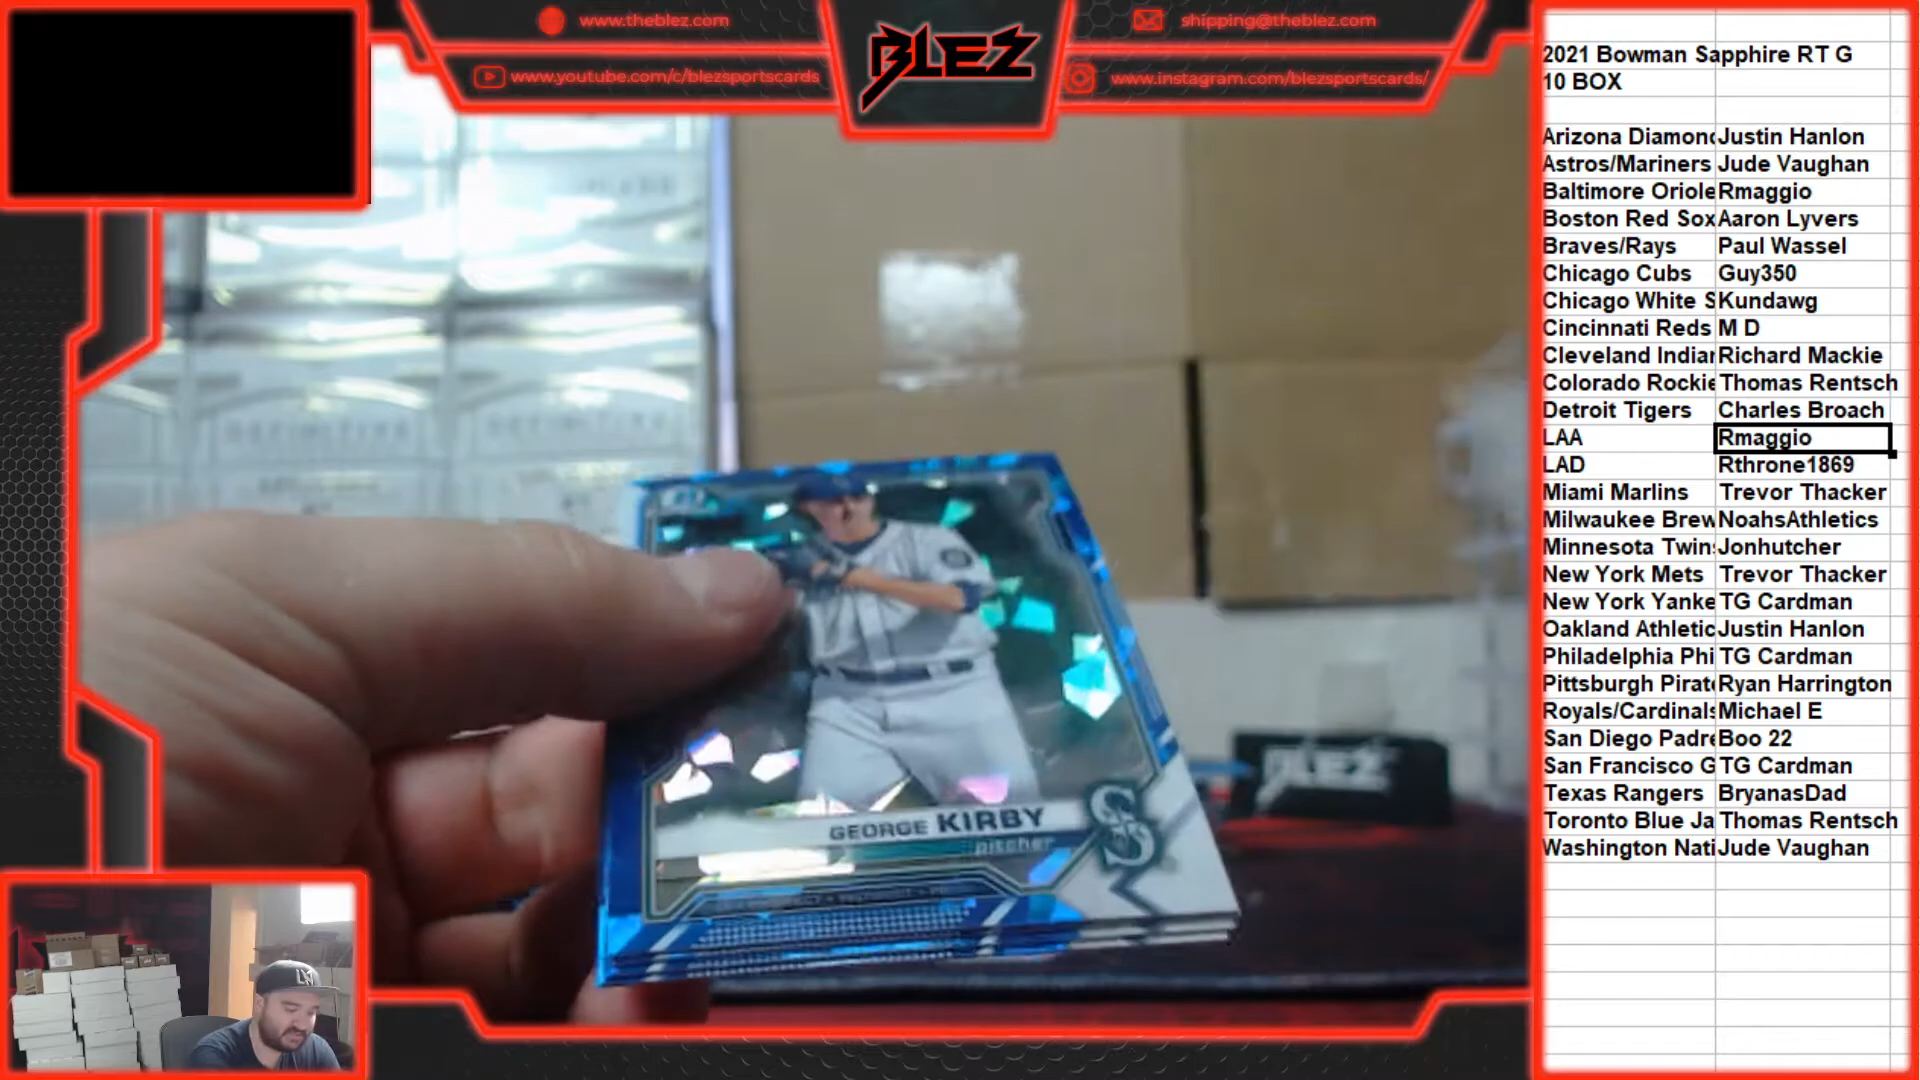 www.theblez.com
www.youtube.com/c/blezsportscards
BLEZ
shipping@theblez.com
www.instagram.com/blezsportscards/
DEFINITIVE
DEFINITIVE
GEORGE KIRBY
pitcher
S
BLEZ
2021 Bowman Sapphire RT G
10 BOX
Arizona Diamond Justin Hanlon
Astros/Mariners Jude Vaughan
Baltimore Oriole Rmaggio
Boston Red Sox Aaron Lyvers
Braves/Rays Paul Wassel
Chicago Cubs Guy350
Chicago White S Kundawg
Cincinnati Reds M D
Cleveland Indian Richard Mackie
Colorado Rockie Thomas Rentsch
Detroit Tigers Charles Broach
LAA Rmaggio
LAD Rthrone1869
Miami Marlins Trevor Thacker
Milwaukee Brew NoahsAthletics
Minnesota Twins Jonhutcher
New York Mets Trevor Thacker
New York Yanke TG Cardman
Oakland Athletic Justin Hanlon
Philadelphia Phi TG Cardman
Pittsburgh Pirate Ryan Harrington
Royals/Cardinals Michael E
San Diego Padre Boo 22
San Francisco G TG Cardman
Texas Rangers BryanasDad
Toronto Blue Ja Thomas Rentsch
Washington Nati Jude Vaughan